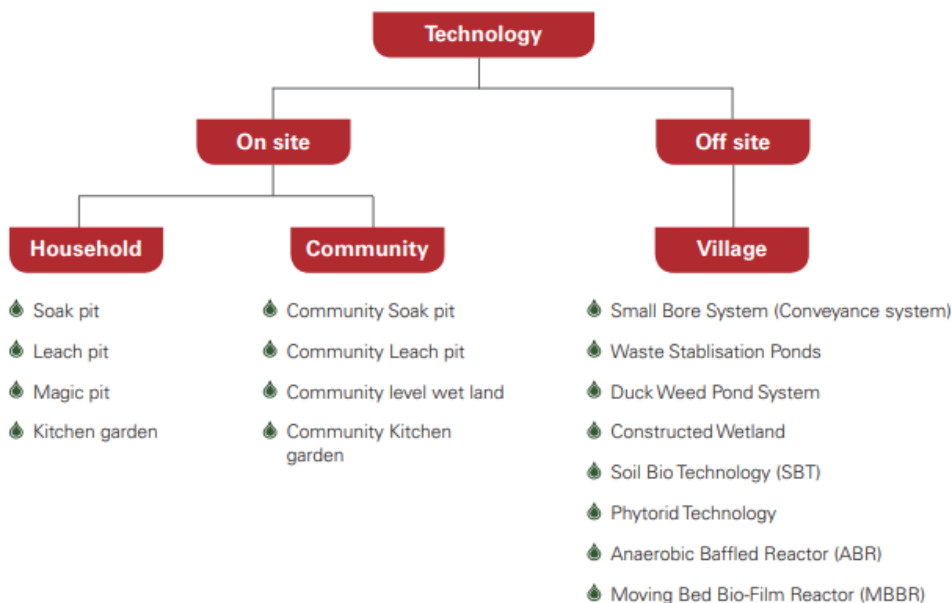 Technology
On site
Off site
Household
Community
Village
Soak pit
Leach pit
Magic pit
Kitchen garden
Community Soak pit
Community Leach pit
Community level wet land
Community Kitchen
garden
Small Bore System (Conveyance system)
Waste Stablisation Ponds
Duck Weed Pond System
Constructed Wetland
Soil Bio Technology (SBT)
Phytorid Technology
Anaerobic Baffled Reactor (ABR)
Moving Bed Bio-Film Reactor (MBBR)